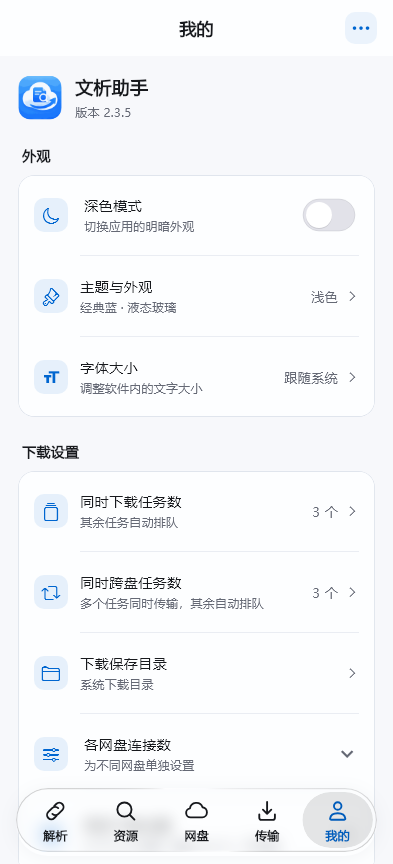 我的
文析助手
版本 2.3.5
外观
深色模式
切换应用的明暗外观
主题与外观
经典蓝 · 液态玻璃
浅色
字体大小
调整软件内的文字大小
跟随系统
下载设置
同时下载任务数
其余任务自动排队
3 个
同时跨盘任务数
多个任务同时传输，其余自动排队
3 个
下载保存目录
系统下载目录
各网盘连接数
为不同网盘单独设置
解析
资源
网盘
传输
我的